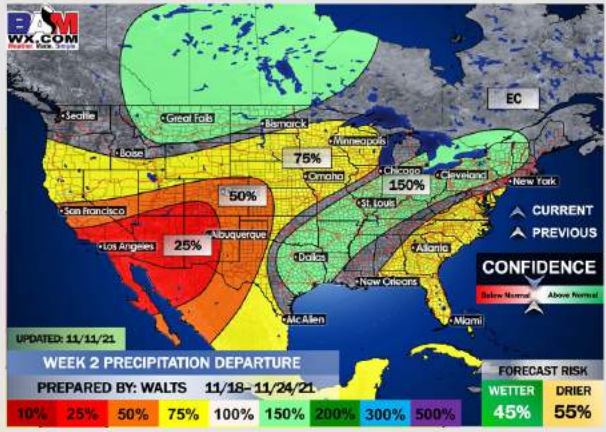 BAM
WX.COM
Weather. Made. Simple.
Seattle
Great Falls
Bismarck
EC
Boise
Minneapolis
75%
Omaha
Chicago
150%
Cleveland
New York
50%
St. Louis
San Francisco
Los Angeles
25%
Albuquerque
Atlanta
Dallas
New Orleans
McAllen
Miami
CURRENT
PREVIOUS
CONFIDENCE
Below Normal
Above Normal
UPDATED: 11/11/21
WEEK 2 PRECIPITATION DEPARTURE
PREPARED BY: WALTS 11/18-11/24/21
FORECAST RISK
WETTER DRIER
45% 55%
10% 25% 50% 75% 100% 150% 200% 300% 500%